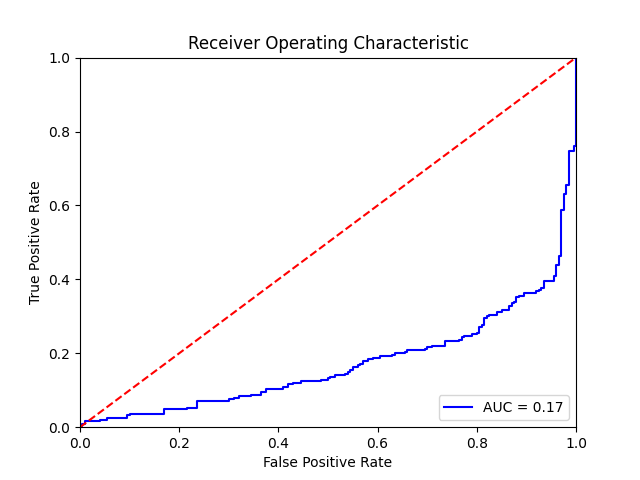 Receiver Operating Characteristic
True Positive Rate
1.0
0.8
0.6
0.4
0.2
0.0
AUC = 0.17
0.0 0.2 0.4 0.6 0.8 1.0
False Positive Rate